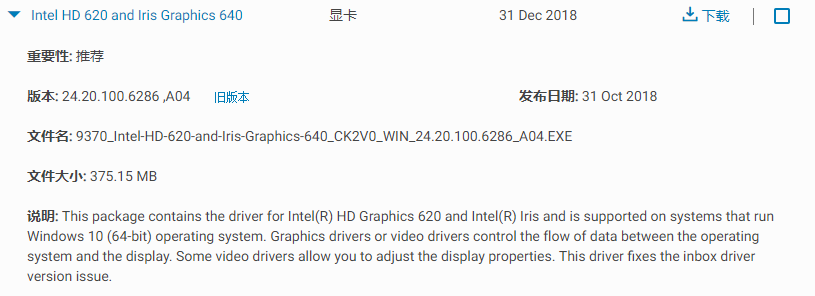 Intel HD 620 and Iris Graphics 640 显卡 31 Dec 2018 下载
重要性: 推荐
版本: 24.20.100.6286 ,A04 旧版本 发布日期: 31 Oct 2018
文件名: 9370_Intel-HD-620-and-Iris-Graphics-640_CK2V0_WIN_24.20.100.6286_A04.EXE
文件大小: 375.15 MB
说明: This package contains the driver for Intel(R) HD Graphics 620 and Intel(R) Iris and is supported on systems that run
Windows 10 (64-bit) operating system. Graphics drivers or video drivers control the flow of data between the operating
system and the display. Some video drivers allow you to adjust the display properties. This driver fixes the inbox driver
version issue.